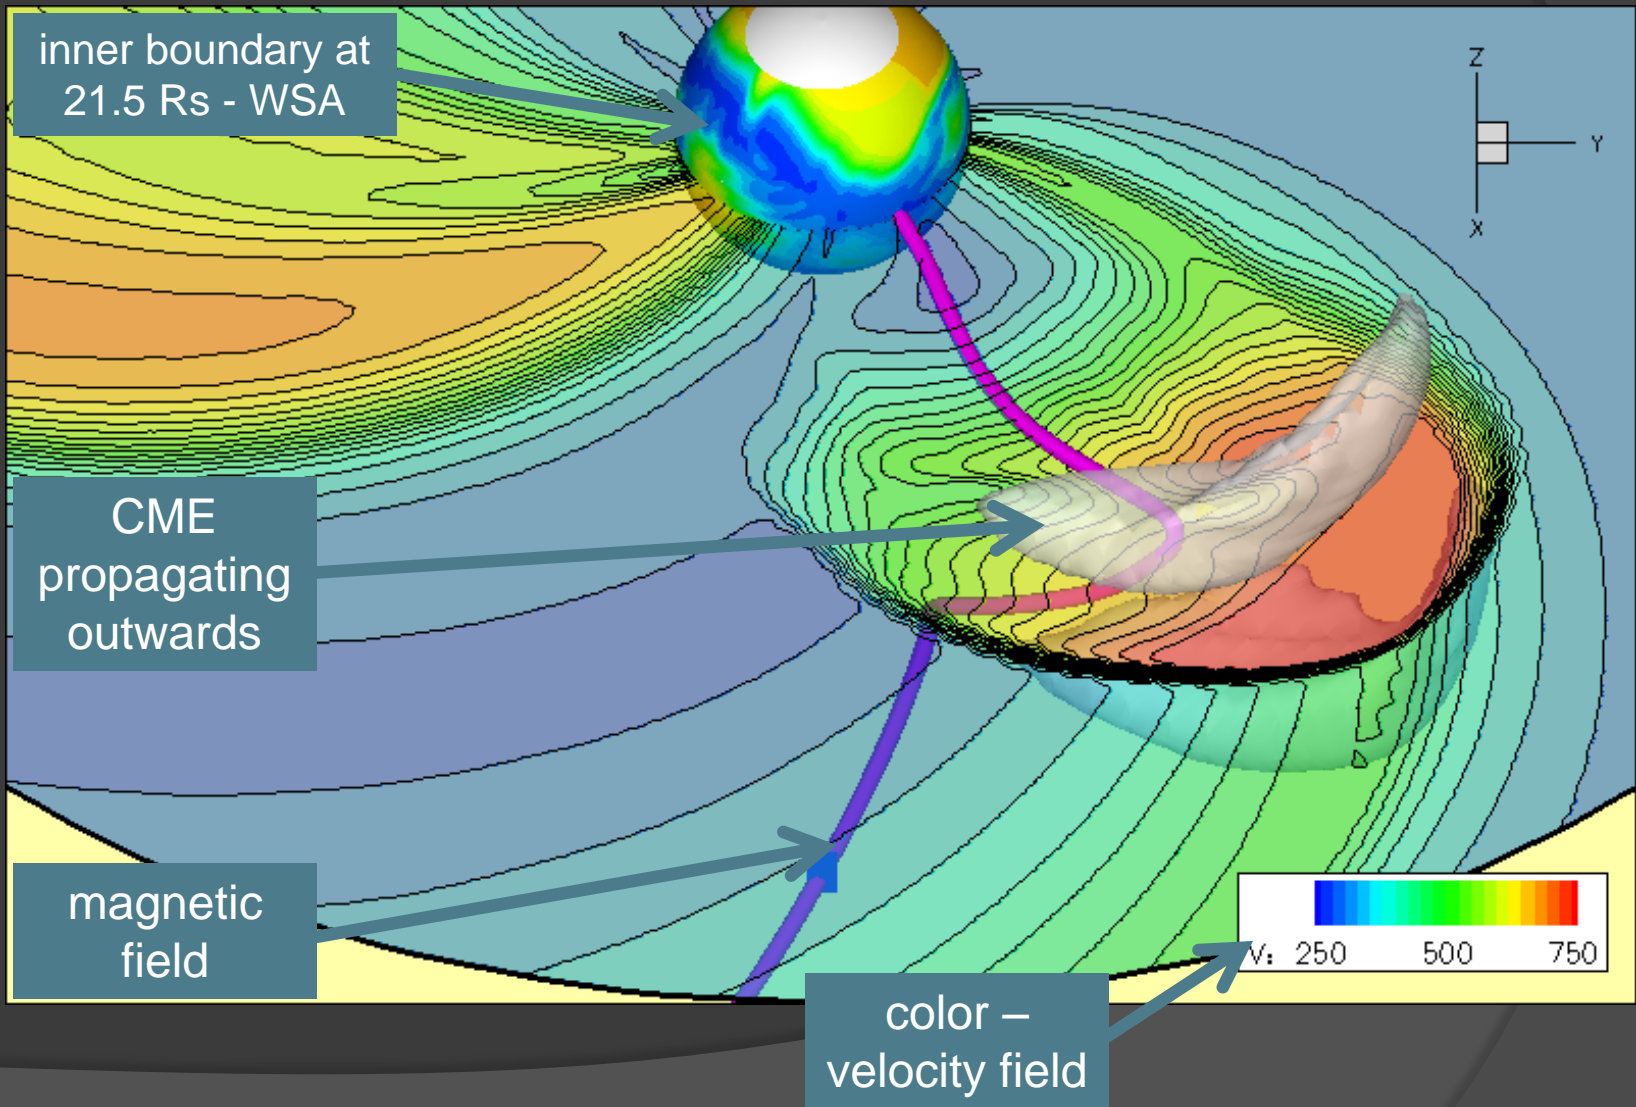 inner boundary at
21.5 Rs - WSA
Z
Y
X
CME
propagating
outwards
magnetic
field
V: 250 500 750
color –
velocity field